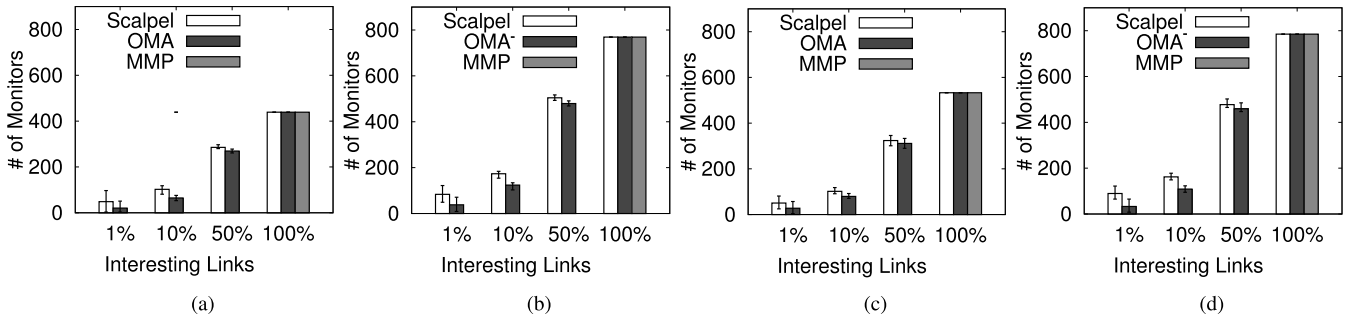 Scalpel
OMA
MMP
800
600
400
200
0
# of Monitors
1% 10% 50% 100%
Interesting Links
(a)
Scalpel
OMA
MMP
800
600
400
200
0
# of Monitors
1% 10% 50% 100%
Interesting Links
(b)
Scalpel
OMA
MMP
800
600
400
200
0
# of Monitors
1% 10% 50% 100%
Interesting Links
(c)
Scalpel
OMA
MMP
800
600
400
200
0
# of Monitors
1% 10% 50% 100%
Interesting Links
(d)